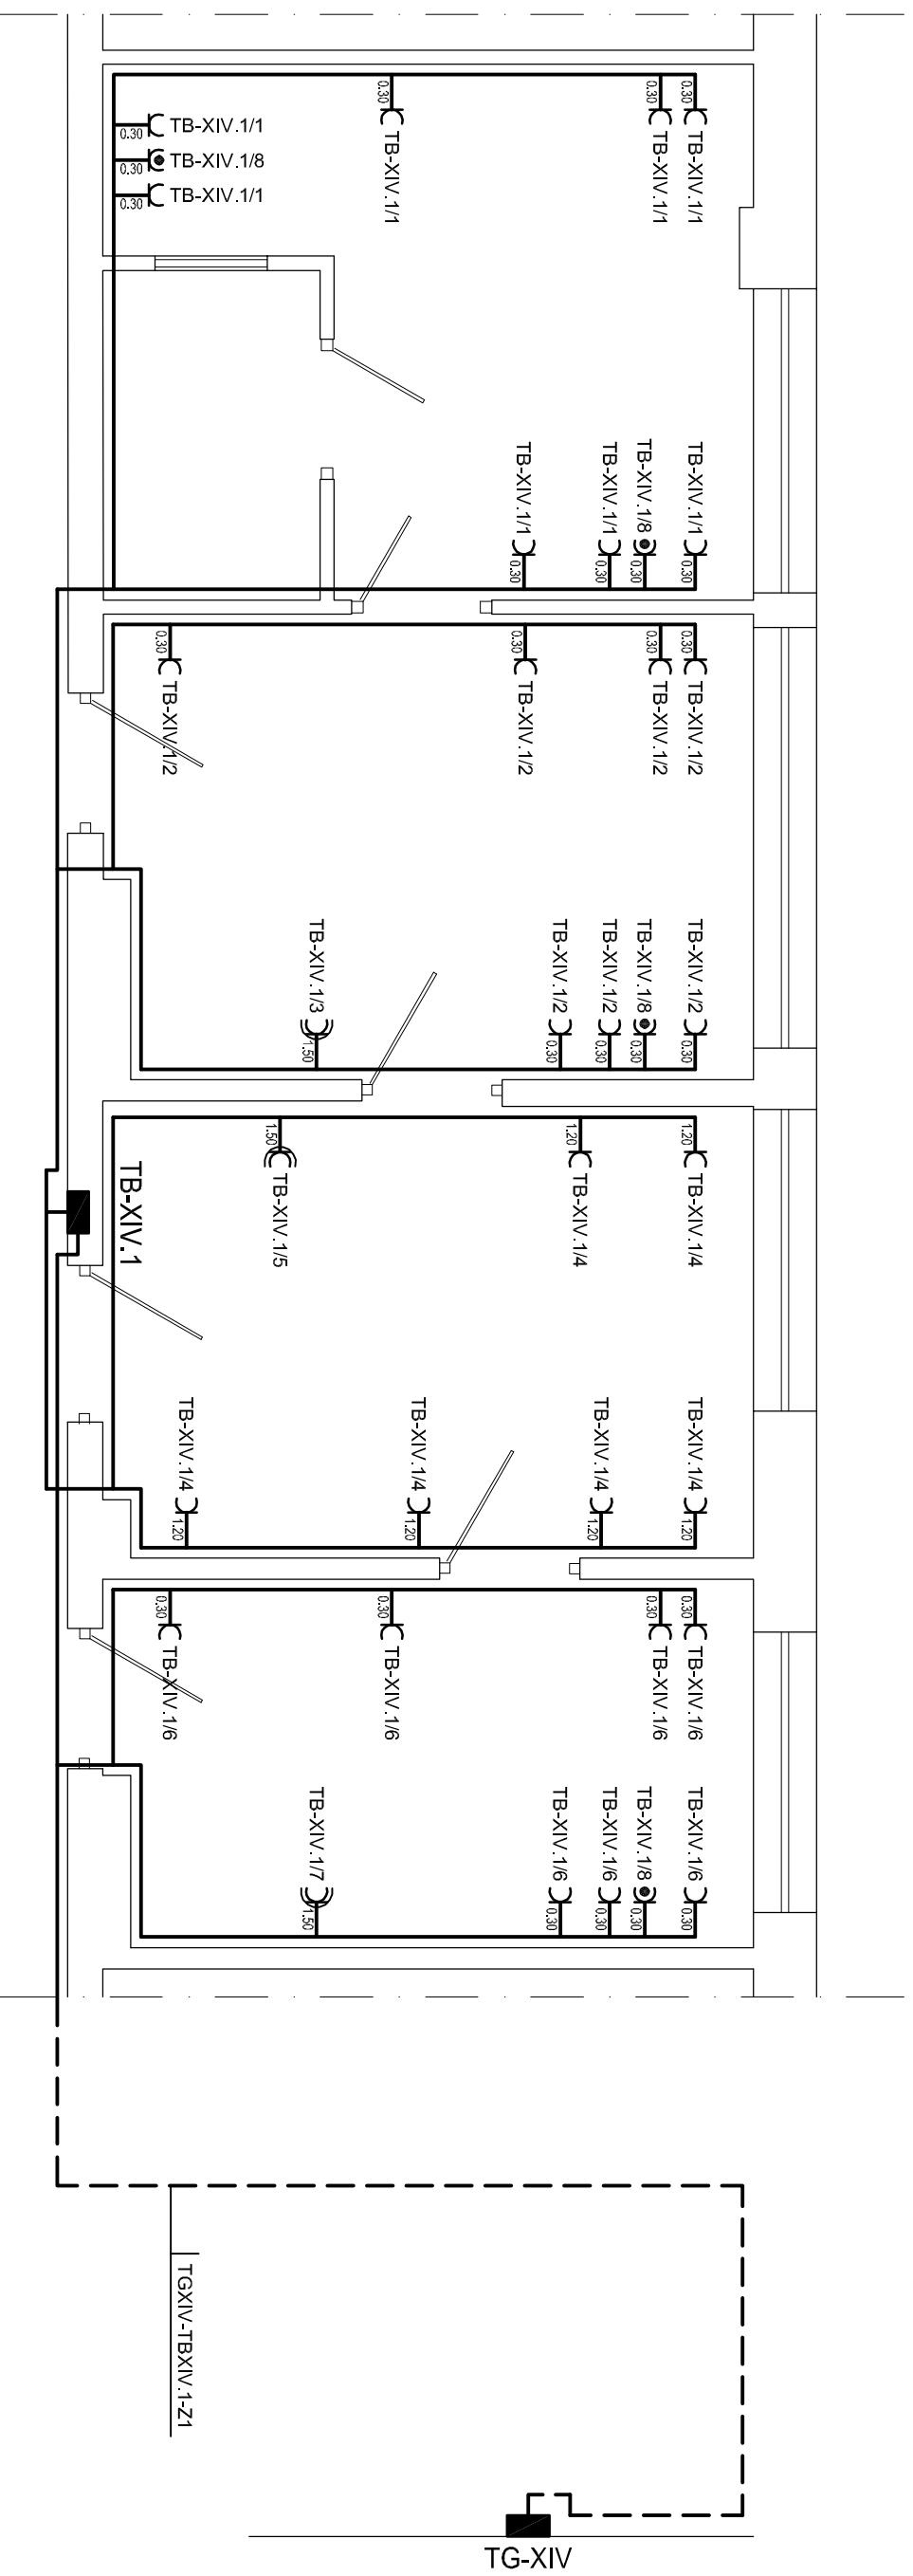 0.30
0.30
0.30
TB-XIV.1/1
TB-XIV.1/1
TB-XIV.1/1
0.30
TB-XIV.1/1
0.30
TB-XIV.1/8
0.30
TB-XIV.1/1
TB-XIV.1/1
TB-XIV.1/1
TB-XIV.1/8
TB-XIV.1/1
0.30
0.30
0.30
0.30
0.30
0.30
0.30
0.30
TB-XIV.1/2
TB-XIV.1/2
TB-XIV.1/2
TB-XIV.1/2
TB-XIV.1/3
TB-XIV.1/2
TB-XIV.1/2
TB-XIV.1/8
TB-XIV.1/2
1.50
0.30
0.30
0.30
0.30
1.50
1.20
1.20
TB-XIV.1
TB-XIV.1/5
TB-XIV.1/4
TB-XIV.1/4
TB-XIV.1/4
TB-XIV.1/4
TB-XIV.1/4
TB-XIV.1/4
1.20
1.20
1.20
1.20
0.30
0.30
0.30
0.30
TB-XIV.1/6
TB-XIV.1/6
TB-XIV.1/6
TB-XIV.1/6
TB-XIV.1/7
TB-XIV.1/6
TB-XIV.1/6
TB-XIV.1/8
TB-XIV.1/6
1.50
0.30
0.30
0.30
0.30
TGXIV-TBXIV.1-Z1
TG-XIV